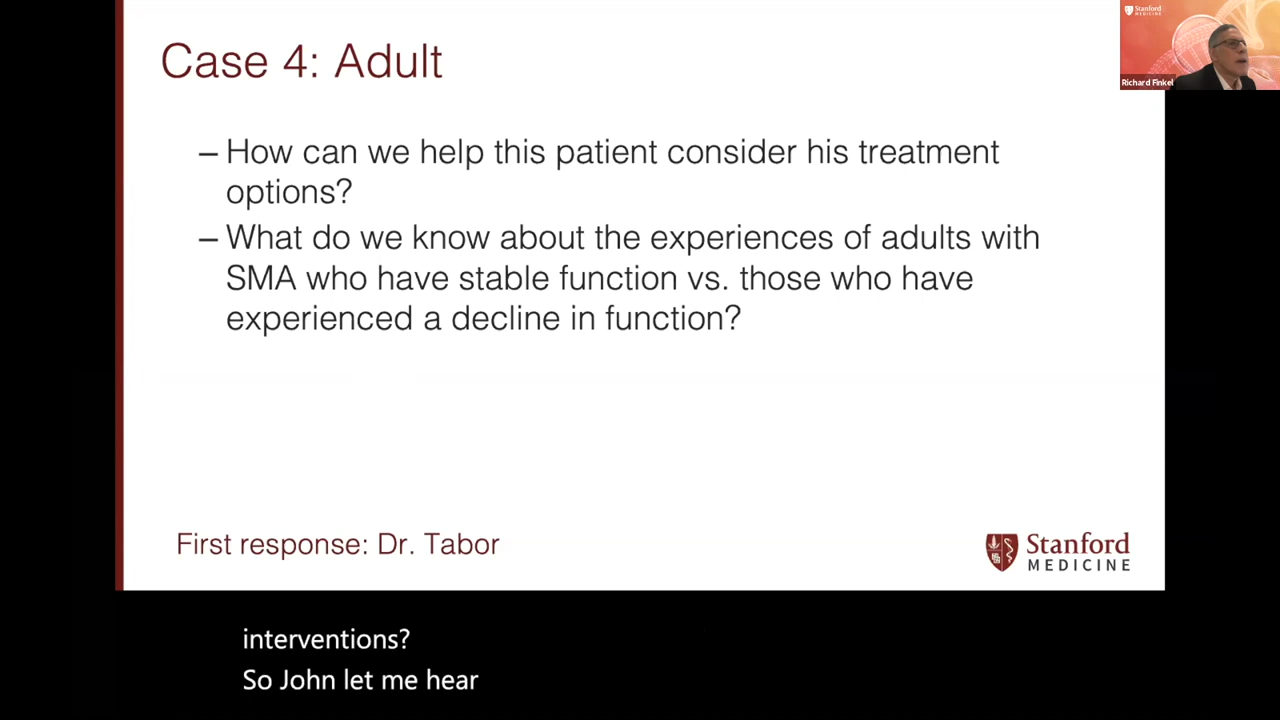 Case 4: Adult
Stanford
MEDICINE
Richard Finkel
– How can we help this patient consider his treatment
options?
– What do we know about the experiences of adults with
SMA who have stable function vs. those who have
experienced a decline in function?
First response: Dr. Tabor
Stanford
MEDICINE
interventions?
So John let me hear